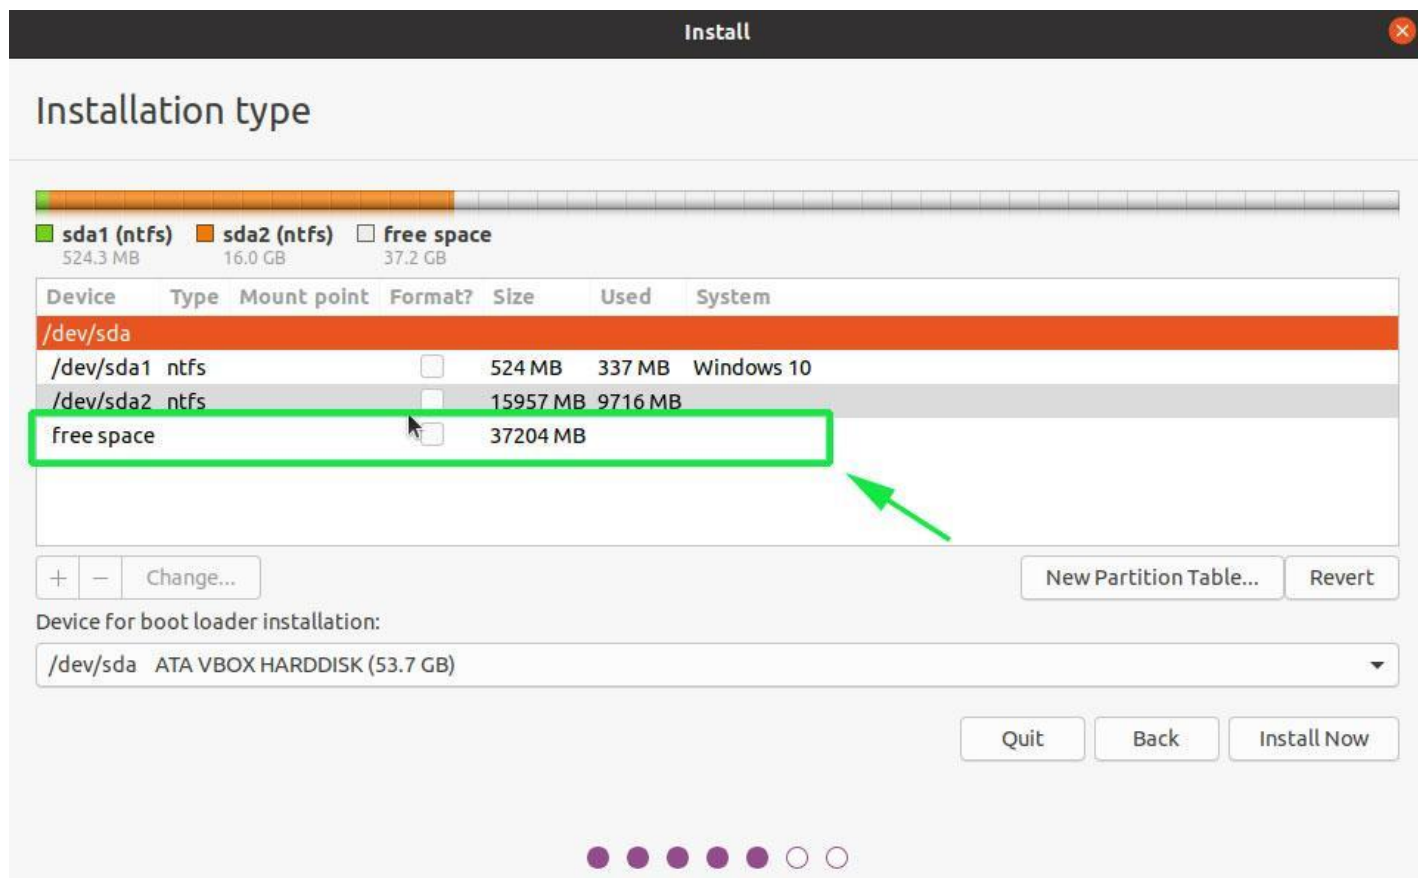 Install
Installation type
sda1 (ntfs) sda2 (ntfs) free space
524.3 MB 16.0 GB 37.2 GB
Device Type Mount point Format? Size Used System
/dev/sda
/dev/sda1 ntfs 524 MB 337 MB Windows 10
/dev/sda2 ntfs 15957 MB 9716 MB
free space 37204 MB
+ − Change... New Partition Table... Revert
Device for boot loader installation:
/dev/sda ATA VBOX HARDDISK (53.7 GB)
Quit Back Install Now